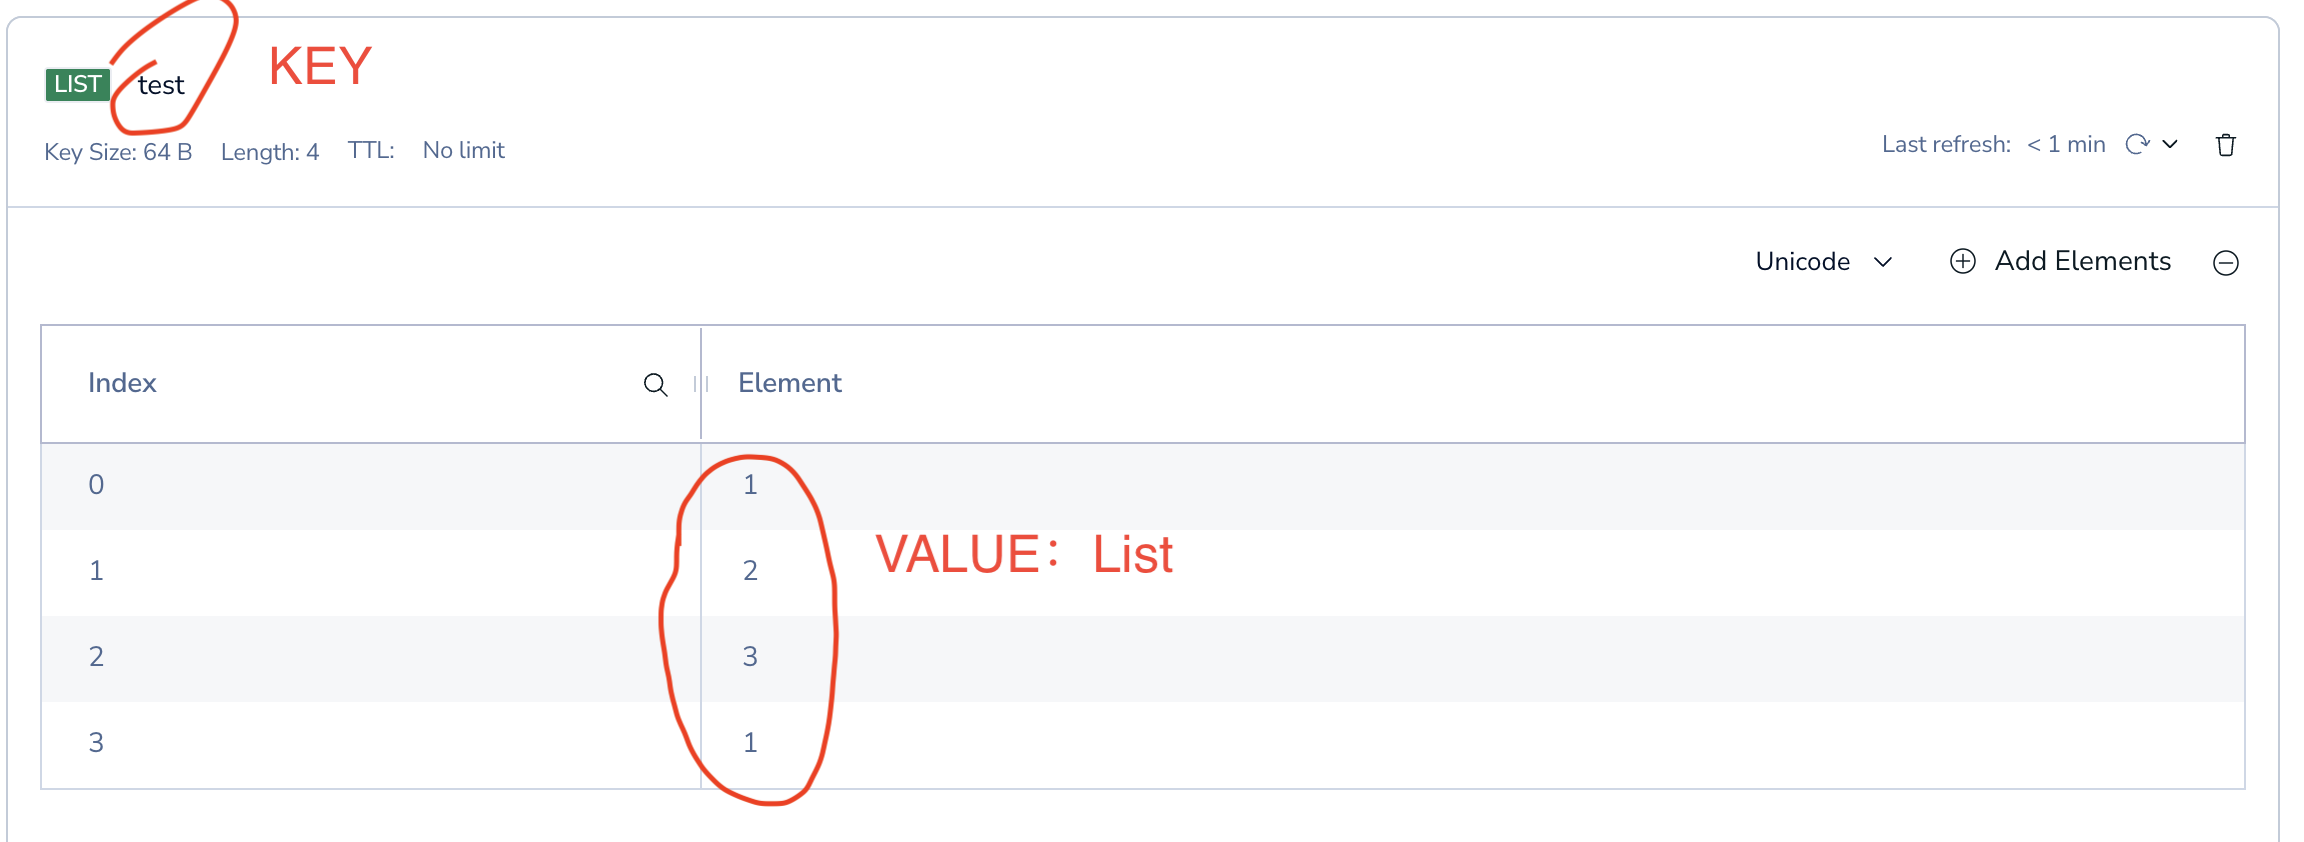 KEY
LIST test
Key Size: 64 B Length: 4 TTL: No limit Last refresh: < 1 min
Unicode Add Elements
Index Element
0 1
VALUE：List
1 2
2 3
3 1